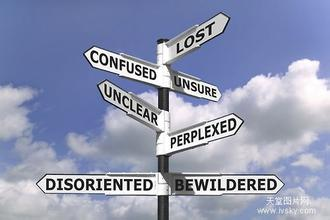 LOST
CONFUSED
UNSURE
UNCLEAR
PERPLEXED
DISORIENTED
BEWILDERED
天堂图片网
www.ivsky.com